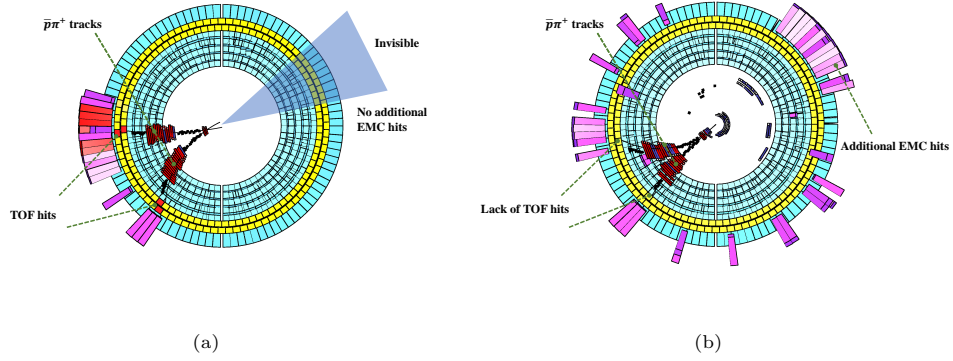 p̅π⁺ tracks
Invisible
No additional
EMC hits
TOF hits
(a)
p̅π⁺ tracks
Additional EMC hits
Lack of TOF hits
(b)